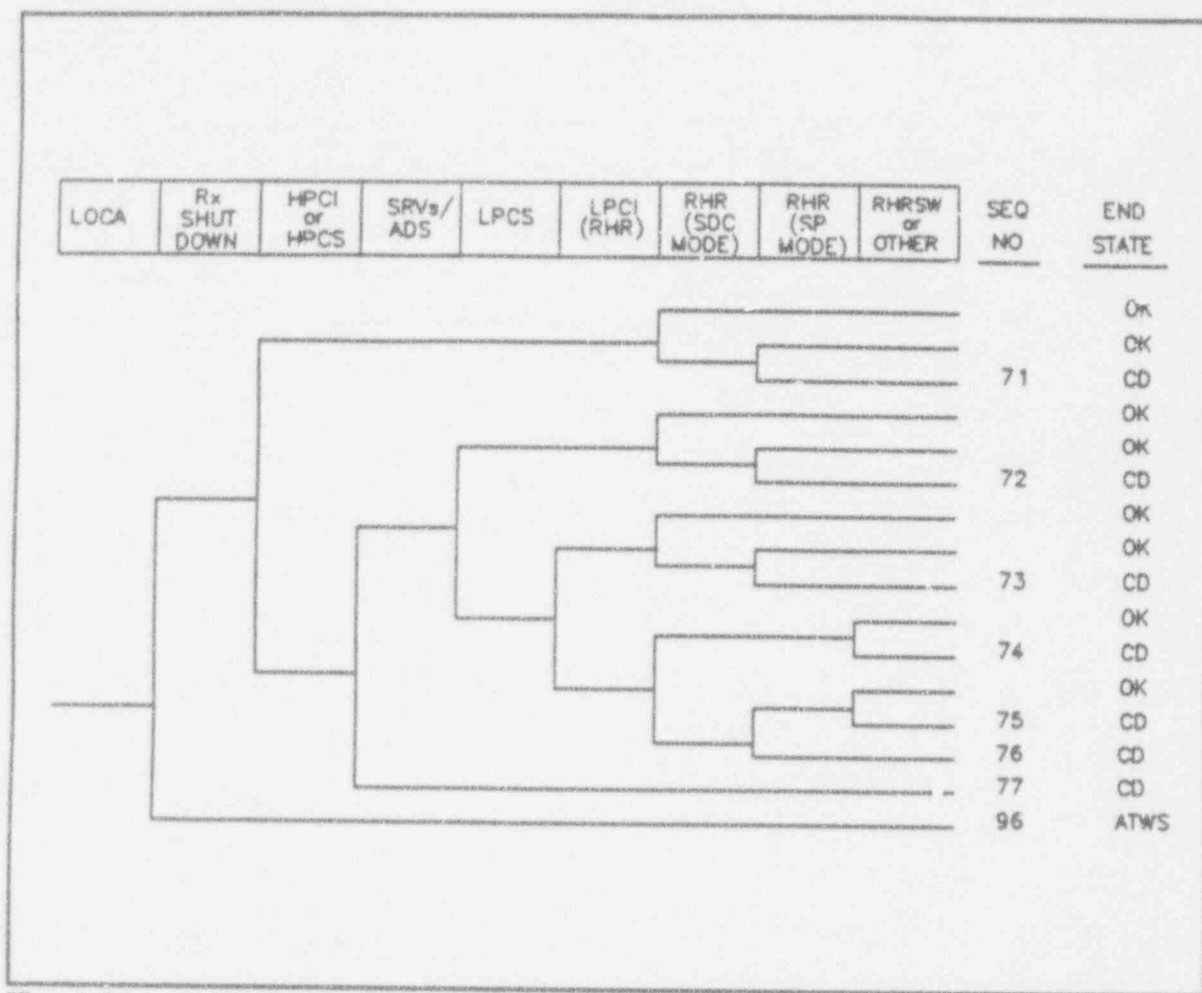 LOCA
Rx
SHUT
DOWN
HPCI
or
HPCS
SRVs/
ADS
LPCS
LPCI
(RHR)
RHR
(SDC
MODE)
RHR
(SP
MODE)
RHRSW
or
OTHER
SEQ
NO
END
STATE
OK
OK
71 CD
OK
OK
72 CD
OK
OK
73 CD
OK
74 CD
OK
75 CD
76 CD
77 CD
96 ATWS